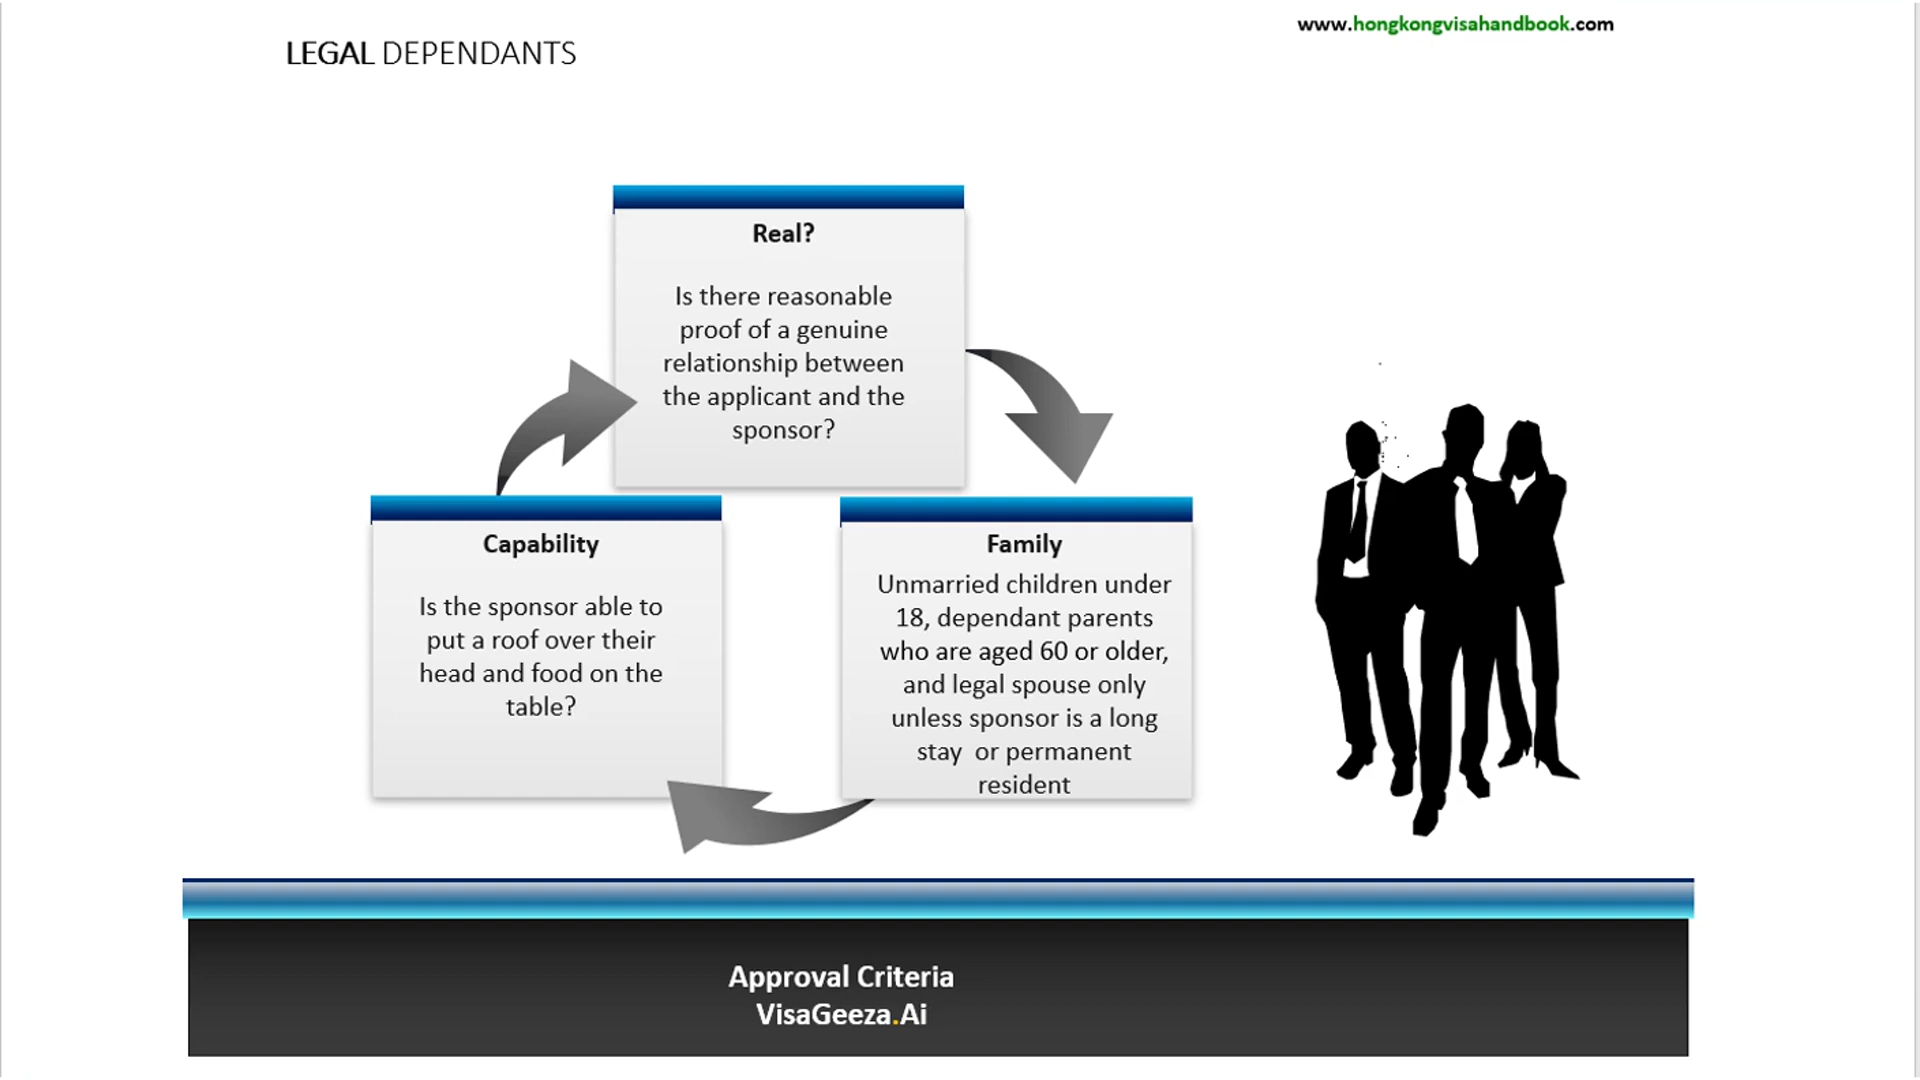 www.hongkongvisahandbook.com
LEGAL DEPENDANTS
Real?
Is there reasonable
proof of a genuine
relationship between
the applicant and the
sponsor?
Capability
Is the sponsor able to
put a roof over their
head and food on the
table?
Family
Unmarried children under
18, dependant parents
who are aged 60 or older,
and legal spouse only
unless sponsor is a long
stay or permanent
resident
Approval Criteria
VisaGeeza.Ai